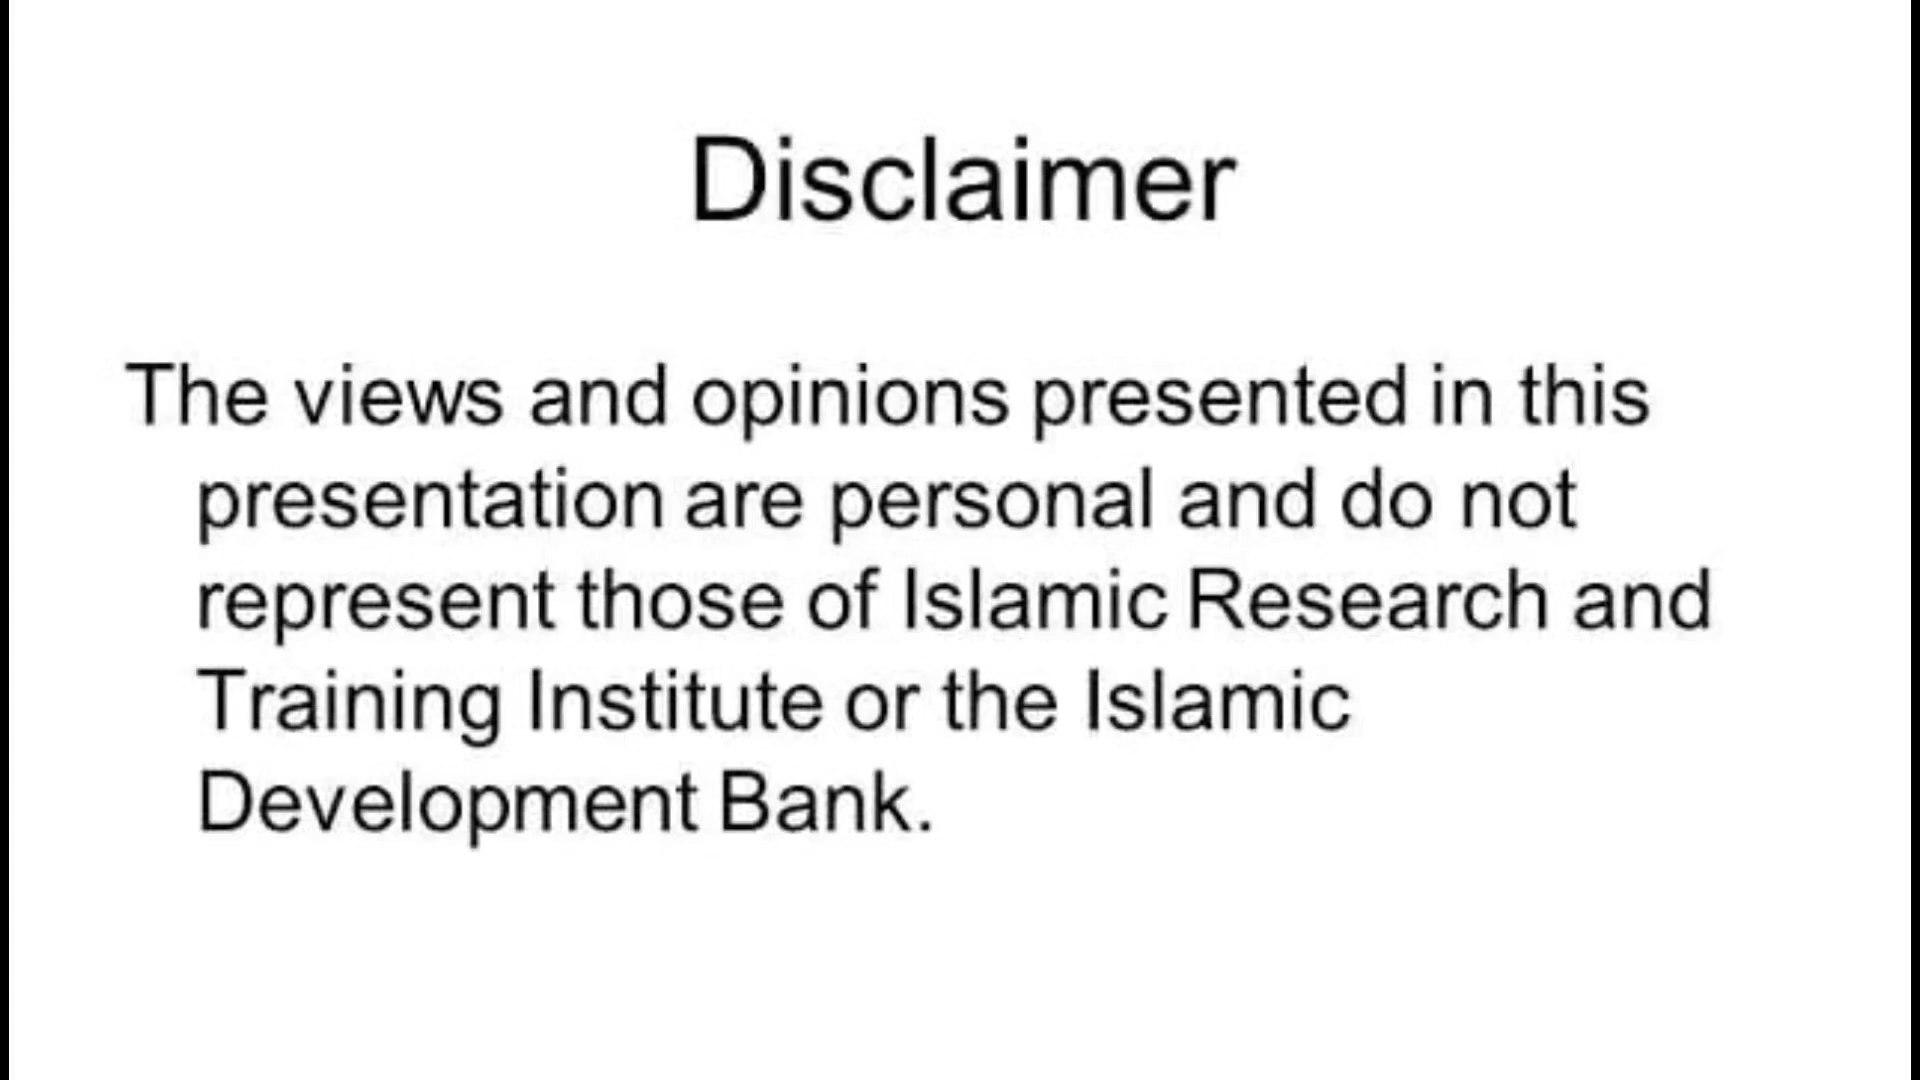 Disclaimer
The views and opinions presented in this
presentation are personal and do not
represent those of Islamic Research and
Training Institute or the Islamic
Development Bank.